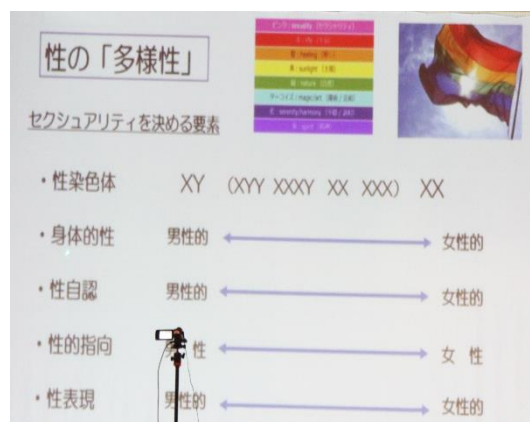 性の「多様性」
セクシュアリティを決める要素
・性染色体 XY (XYY XXXY XX XXX) XX
・身体的性 男性的 女性的
・性自認 男性的 女性的
・性的指向 性 女 性
・性表現 男性的 女性的